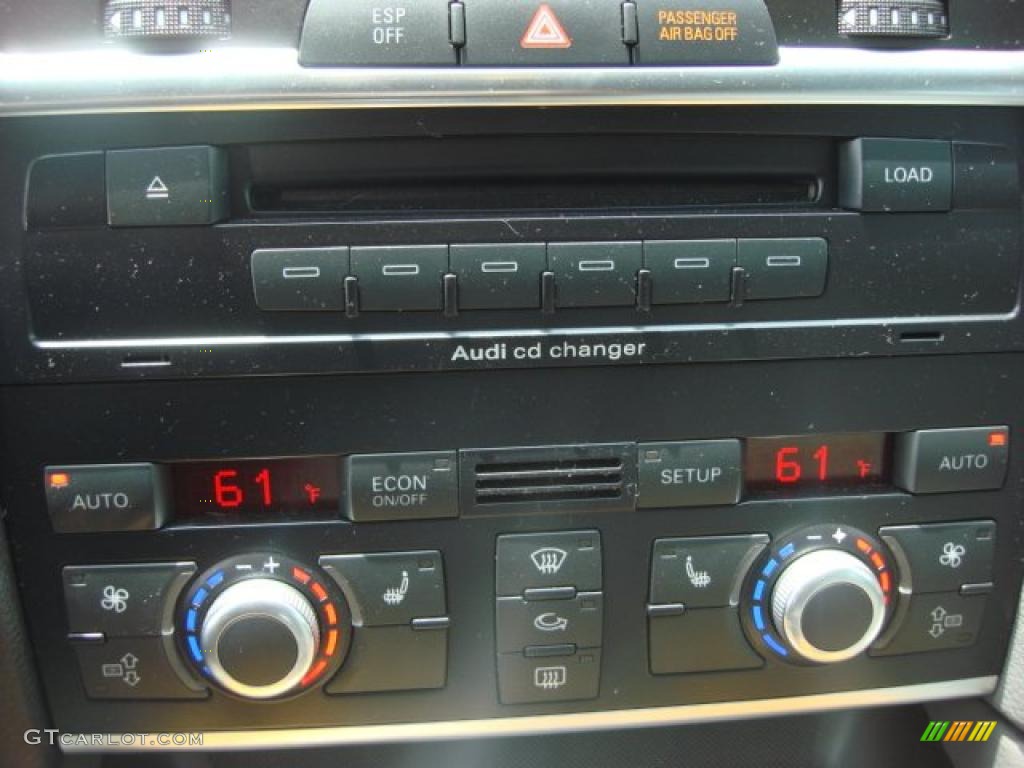 ESP
OFF
PASSENGER
AIR BAG OFF
LOAD
Audi cd changer
AUTO
61 °F
ECON
ON/OFF
SETUP
61 °F
AUTO
- +
- +
GTCARLOT.COM